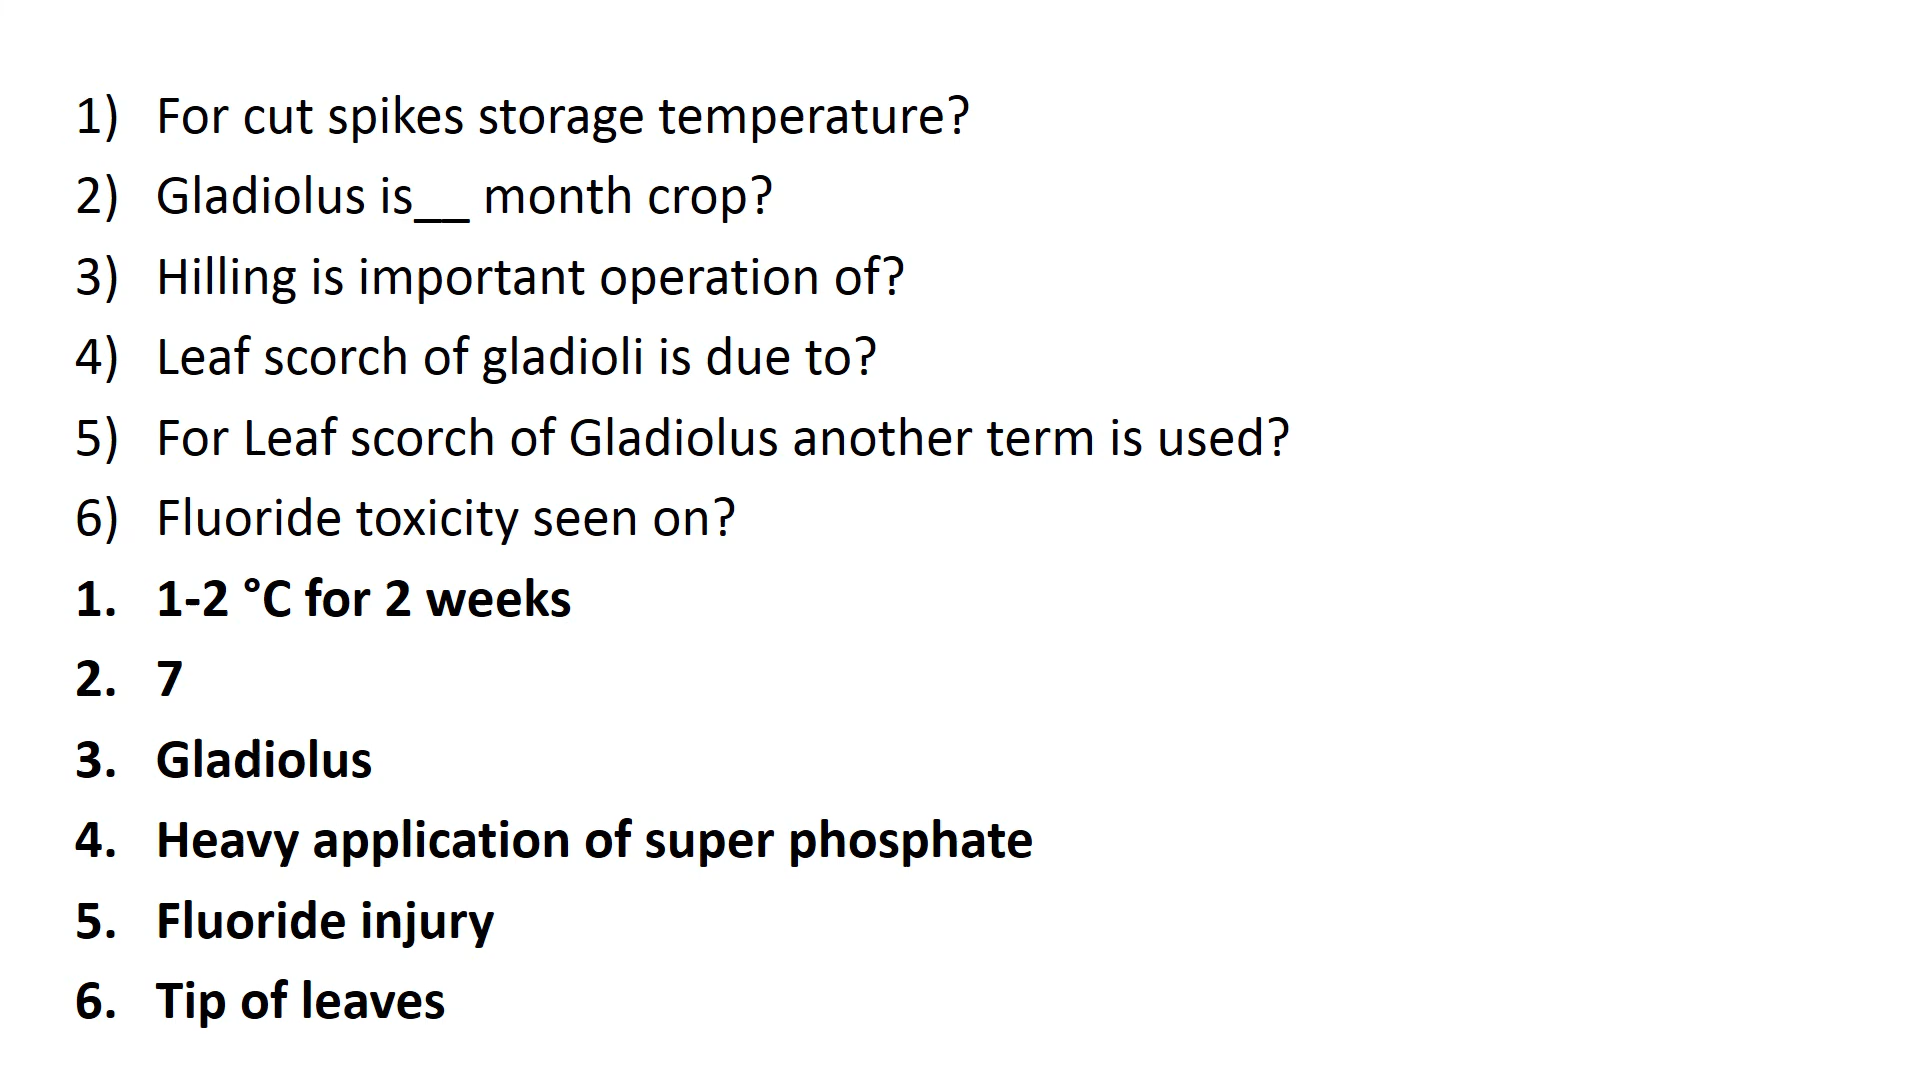 1) For cut spikes storage temperature?
2) Gladiolus is__ month crop?
3) Hilling is important operation of?
4) Leaf scorch of gladioli is due to?
5) For Leaf scorch of Gladiolus another term is used?
6) Fluoride toxicity seen on?
1. 1-2 °C for 2 weeks
2. 7
3. Gladiolus
4. Heavy application of super phosphate
5. Fluoride injury
6. Tip of leaves